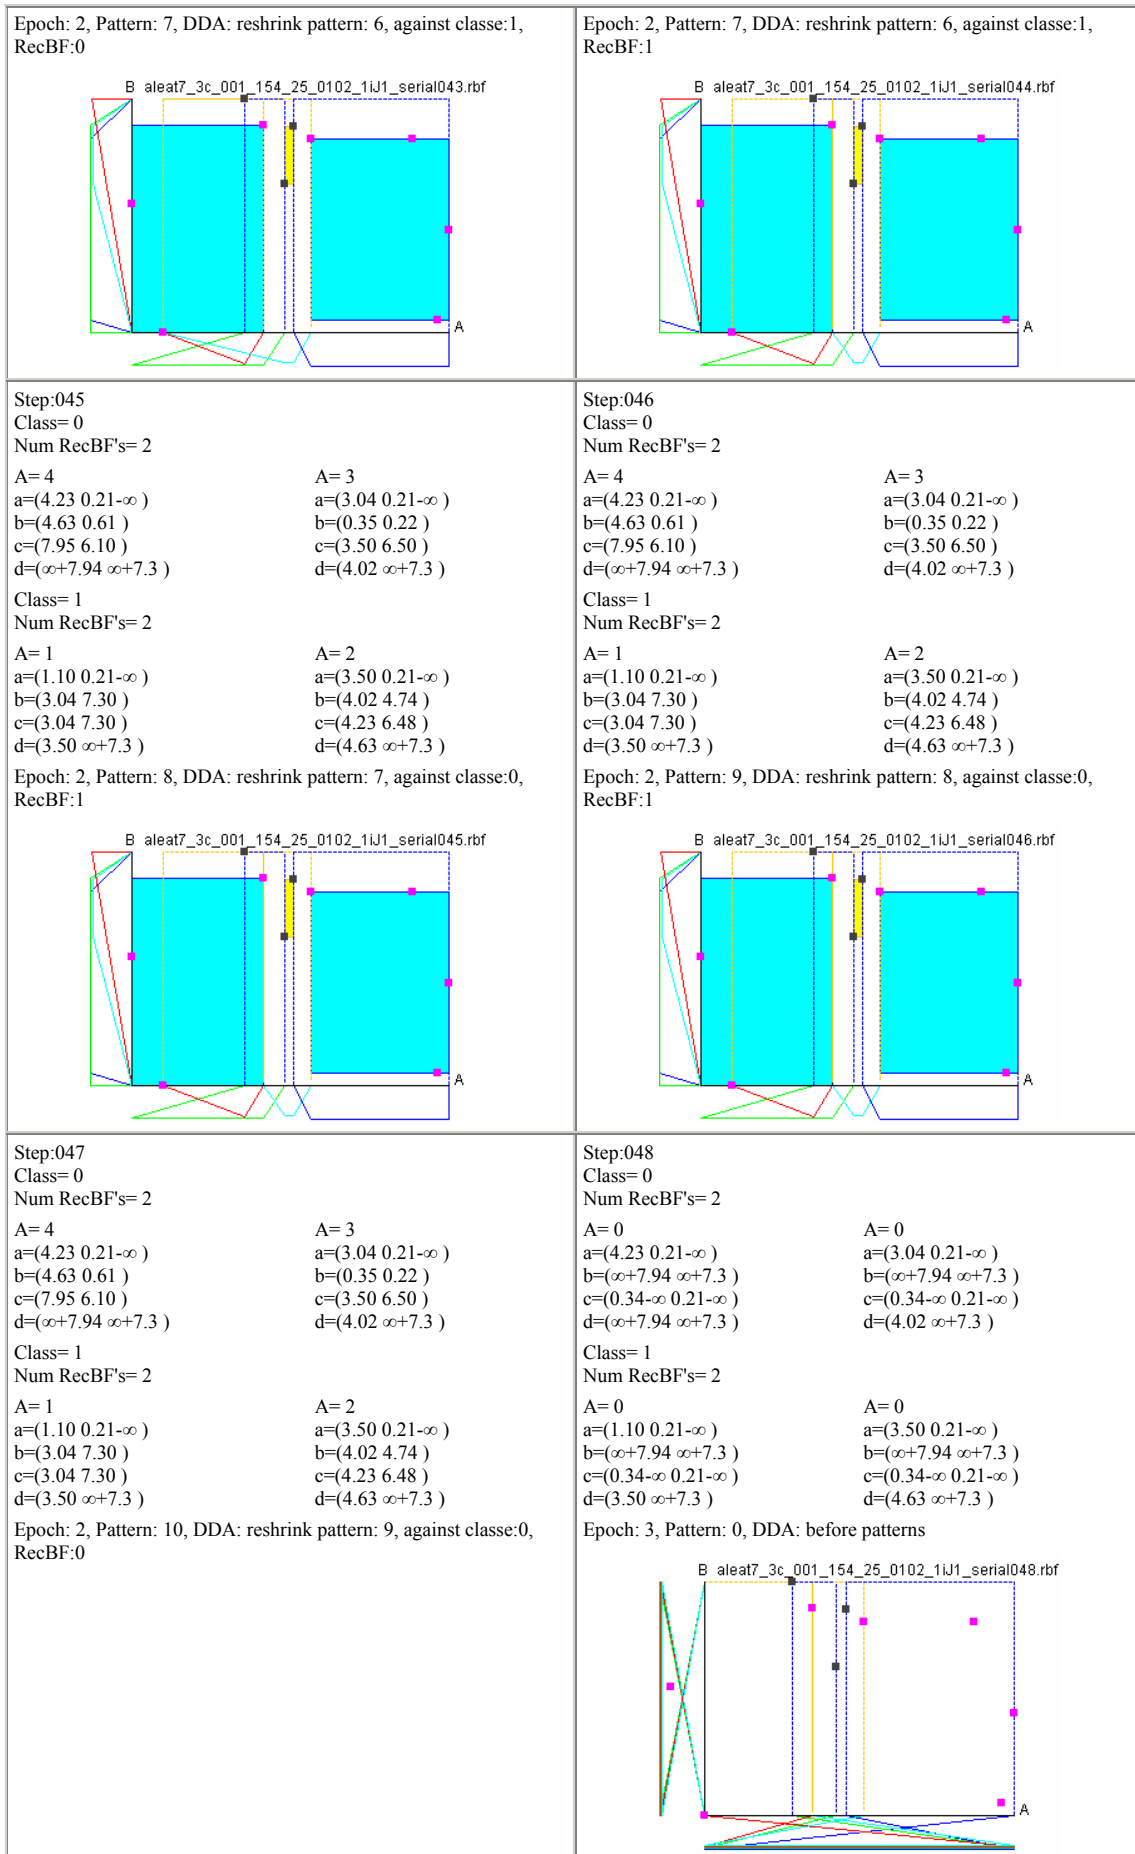 Epoch: 2, Pattern: 7, DDA: reshrink pattern: 6, against classe:1,
RecBF:0
B aleat7_3c_001_154_25_0102_1iJ1_serial043.rbf
A
Epoch: 2, Pattern: 7, DDA: reshrink pattern: 6, against classe:1,
RecBF:1
B aleat7_3c_001_154_25_0102_1iJ1_serial044.rbf
A
Step:045
Class= 0
Num RecBF's= 2
A= 4 A= 3
a=(4.23 0.21-∞ ) a=(3.04 0.21-∞ )
b=(4.63 0.61 ) b=(0.35 0.22 )
c=(7.95 6.10 ) c=(3.50 6.50 )
d=(∞+7.94 ∞+7.3 ) d=(4.02 ∞+7.3 )
Class= 1
Num RecBF's= 2
A= 1 A= 2
a=(1.10 0.21-∞ ) a=(3.50 0.21-∞ )
b=(3.04 7.30 ) b=(4.02 4.74 )
c=(3.04 7.30 ) c=(4.23 6.48 )
d=(3.50 ∞+7.3 ) d=(4.63 ∞+7.3 )
Epoch: 2, Pattern: 8, DDA: reshrink pattern: 7, against classe:0,
RecBF:1
B aleat7_3c_001_154_25_0102_1iJ1_serial045.rbf
A
Step:046
Class= 0
Num RecBF's= 2
A= 4 A= 3
a=(4.23 0.21-∞ ) a=(3.04 0.21-∞ )
b=(4.63 0.61 ) b=(0.35 0.22 )
c=(7.95 6.10 ) c=(3.50 6.50 )
d=(∞+7.94 ∞+7.3 ) d=(4.02 ∞+7.3 )
Class= 1
Num RecBF's= 2
A= 1 A= 2
a=(1.10 0.21-∞ ) a=(3.50 0.21-∞ )
b=(3.04 7.30 ) b=(4.02 4.74 )
c=(3.04 7.30 ) c=(4.23 6.48 )
d=(3.50 ∞+7.3 ) d=(4.63 ∞+7.3 )
Epoch: 2, Pattern: 9, DDA: reshrink pattern: 8, against classe:0,
RecBF:1
B aleat7_3c_001_154_25_0102_1iJ1_serial046.rbf
A
Step:047
Class= 0
Num RecBF's= 2
A= 4 A= 3
a=(4.23 0.21-∞ ) a=(3.04 0.21-∞ )
b=(4.63 0.61 ) b=(0.35 0.22 )
c=(7.95 6.10 ) c=(3.50 6.50 )
d=(∞+7.94 ∞+7.3 ) d=(4.02 ∞+7.3 )
Class= 1
Num RecBF's= 2
A= 1 A= 2
a=(1.10 0.21-∞ ) a=(3.50 0.21-∞ )
b=(3.04 7.30 ) b=(4.02 4.74 )
c=(3.04 7.30 ) c=(4.23 6.48 )
d=(3.50 ∞+7.3 ) d=(4.63 ∞+7.3 )
Epoch: 2, Pattern: 10, DDA: reshrink pattern: 9, against classe:0,
RecBF:0
Step:048
Class= 0
Num RecBF's= 2
A= 0 A= 0
a=(4.23 0.21-∞ ) a=(3.04 0.21-∞ )
b=(∞+7.94 ∞+7.3 ) b=(∞+7.94 ∞+7.3 )
c=(0.34-∞ 0.21-∞ ) c=(0.34-∞ 0.21-∞ )
d=(∞+7.94 ∞+7.3 ) d=(4.02 ∞+7.3 )
Class= 1
Num RecBF's= 2
A= 0 A= 0
a=(1.10 0.21-∞ ) a=(3.50 0.21-∞ )
b=(∞+7.94 ∞+7.3 ) b=(∞+7.94 ∞+7.3 )
c=(0.34-∞ 0.21-∞ ) c=(0.34-∞ 0.21-∞ )
d=(3.50 ∞+7.3 ) d=(4.63 ∞+7.3 )
Epoch: 3, Pattern: 0, DDA: before patterns
B aleat7_3c_001_154_25_0102_1iJ1_serial048.rbf
A